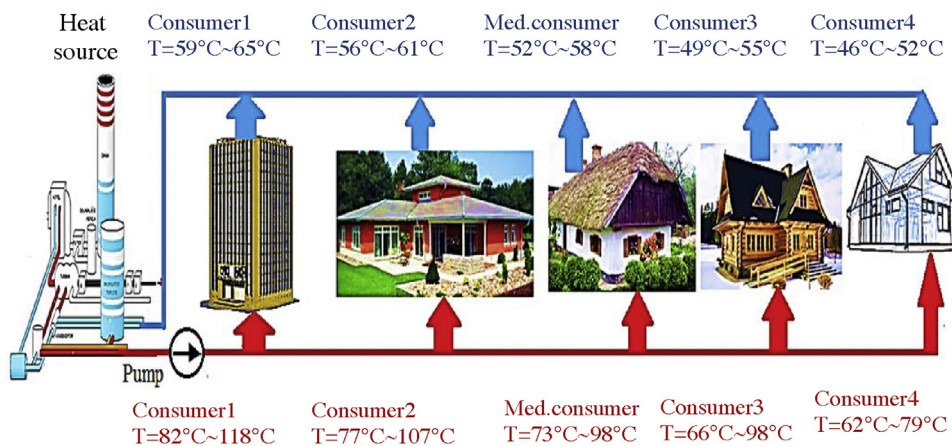 Heat
source
Consumer1
T=59°C~65°C
Consumer2
T=56°C~61°C
Med.consumer
T=52°C~58°C
Consumer3
T=49°C~55°C
Consumer4
T=46°C~52°C
Pump
Consumer1
T=82°C~118°C
Consumer2
T=77°C~107°C
Med.consumer
T=73°C~98°C
Consumer3
T=66°C~98°C
Consumer4
T=62°C~79°C